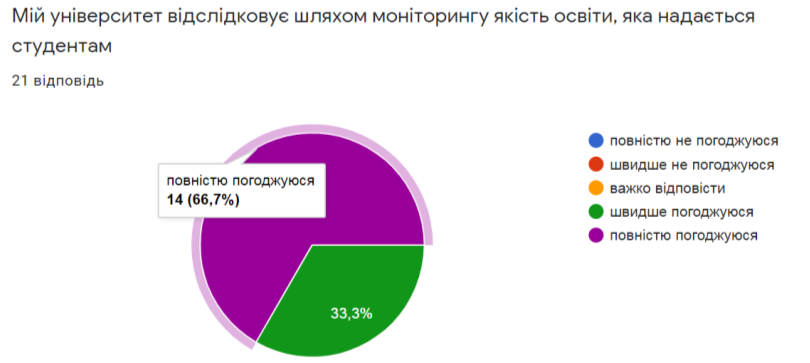 Мій університет відслідковує шляхом моніторингу якість освіти, яка надається
студентам
21 відповідь
повністю погоджуюся
14 (66,7%)
33,3%
повністю не погоджуюся
швидше не погоджуюся
важко відповісти
швидше погоджуюся
повністю погоджуюся